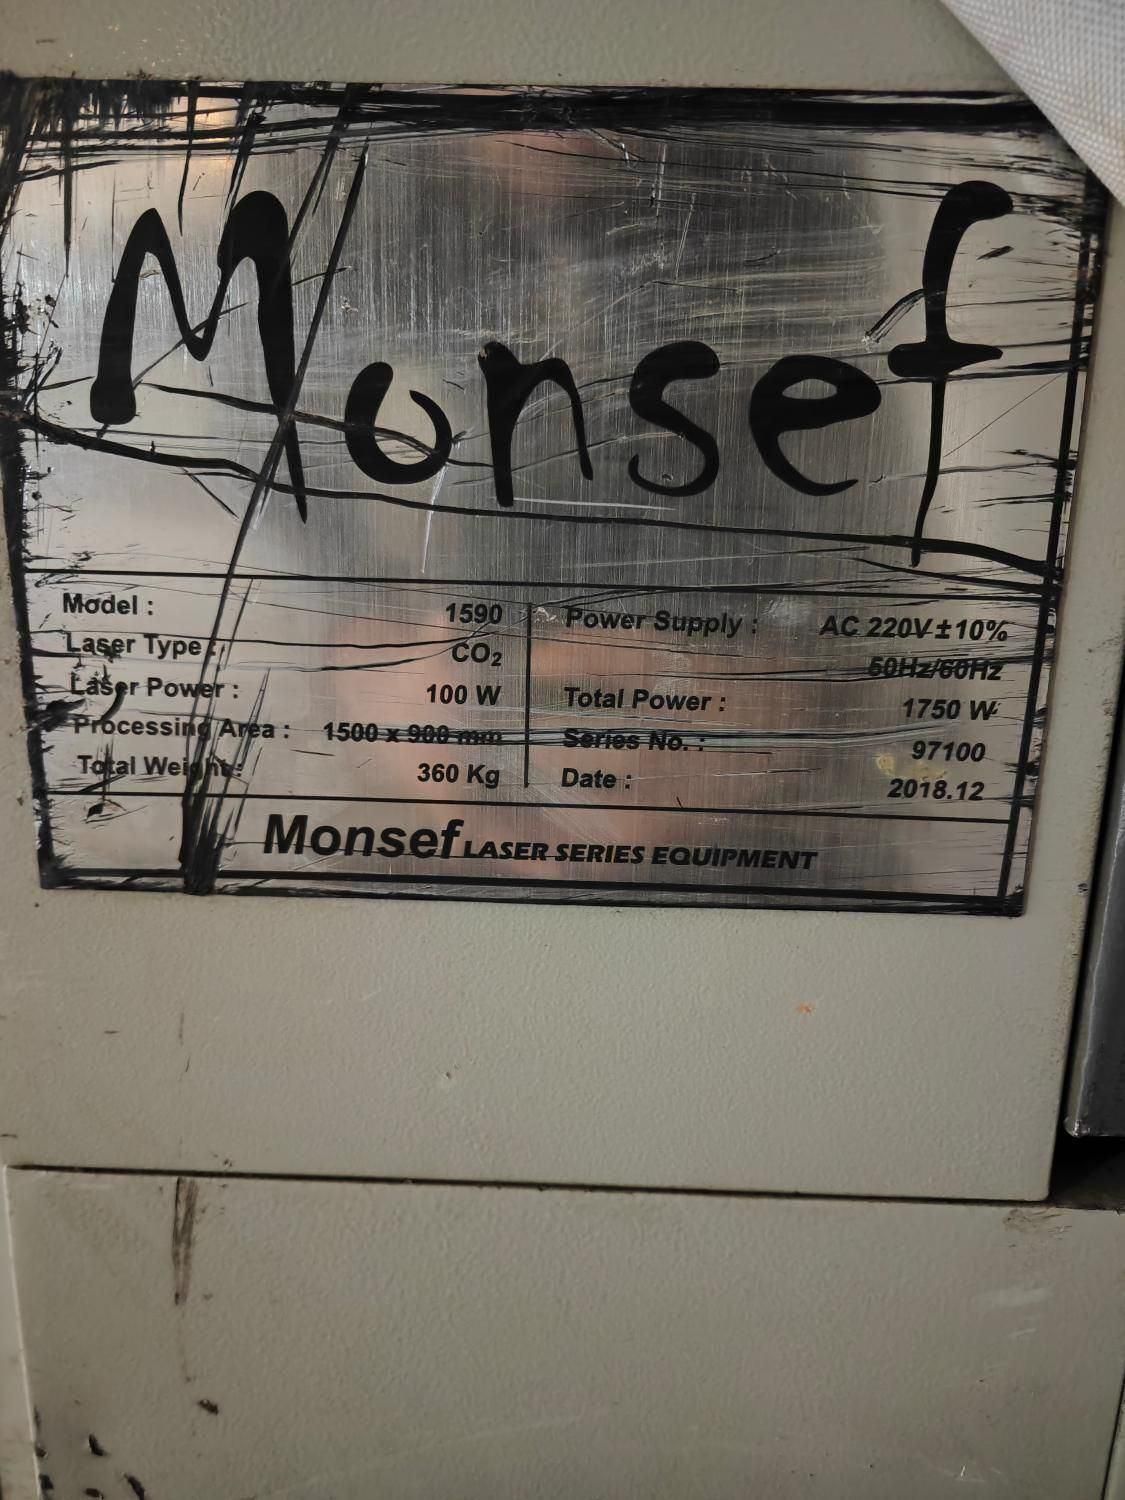 Monsef
Model : 1590
Laser Type : CO₂
Laser Power : 100 W
Processing Area : 1500 x 900 mm
Total Weight : 360 Kg
Power Supply : AC 220V±10%
50Hz/60Hz
Total Power : 1750 W
Series No. : 97100
Date : 2018.12
Monsef LASER SERIES EQUIPMENT